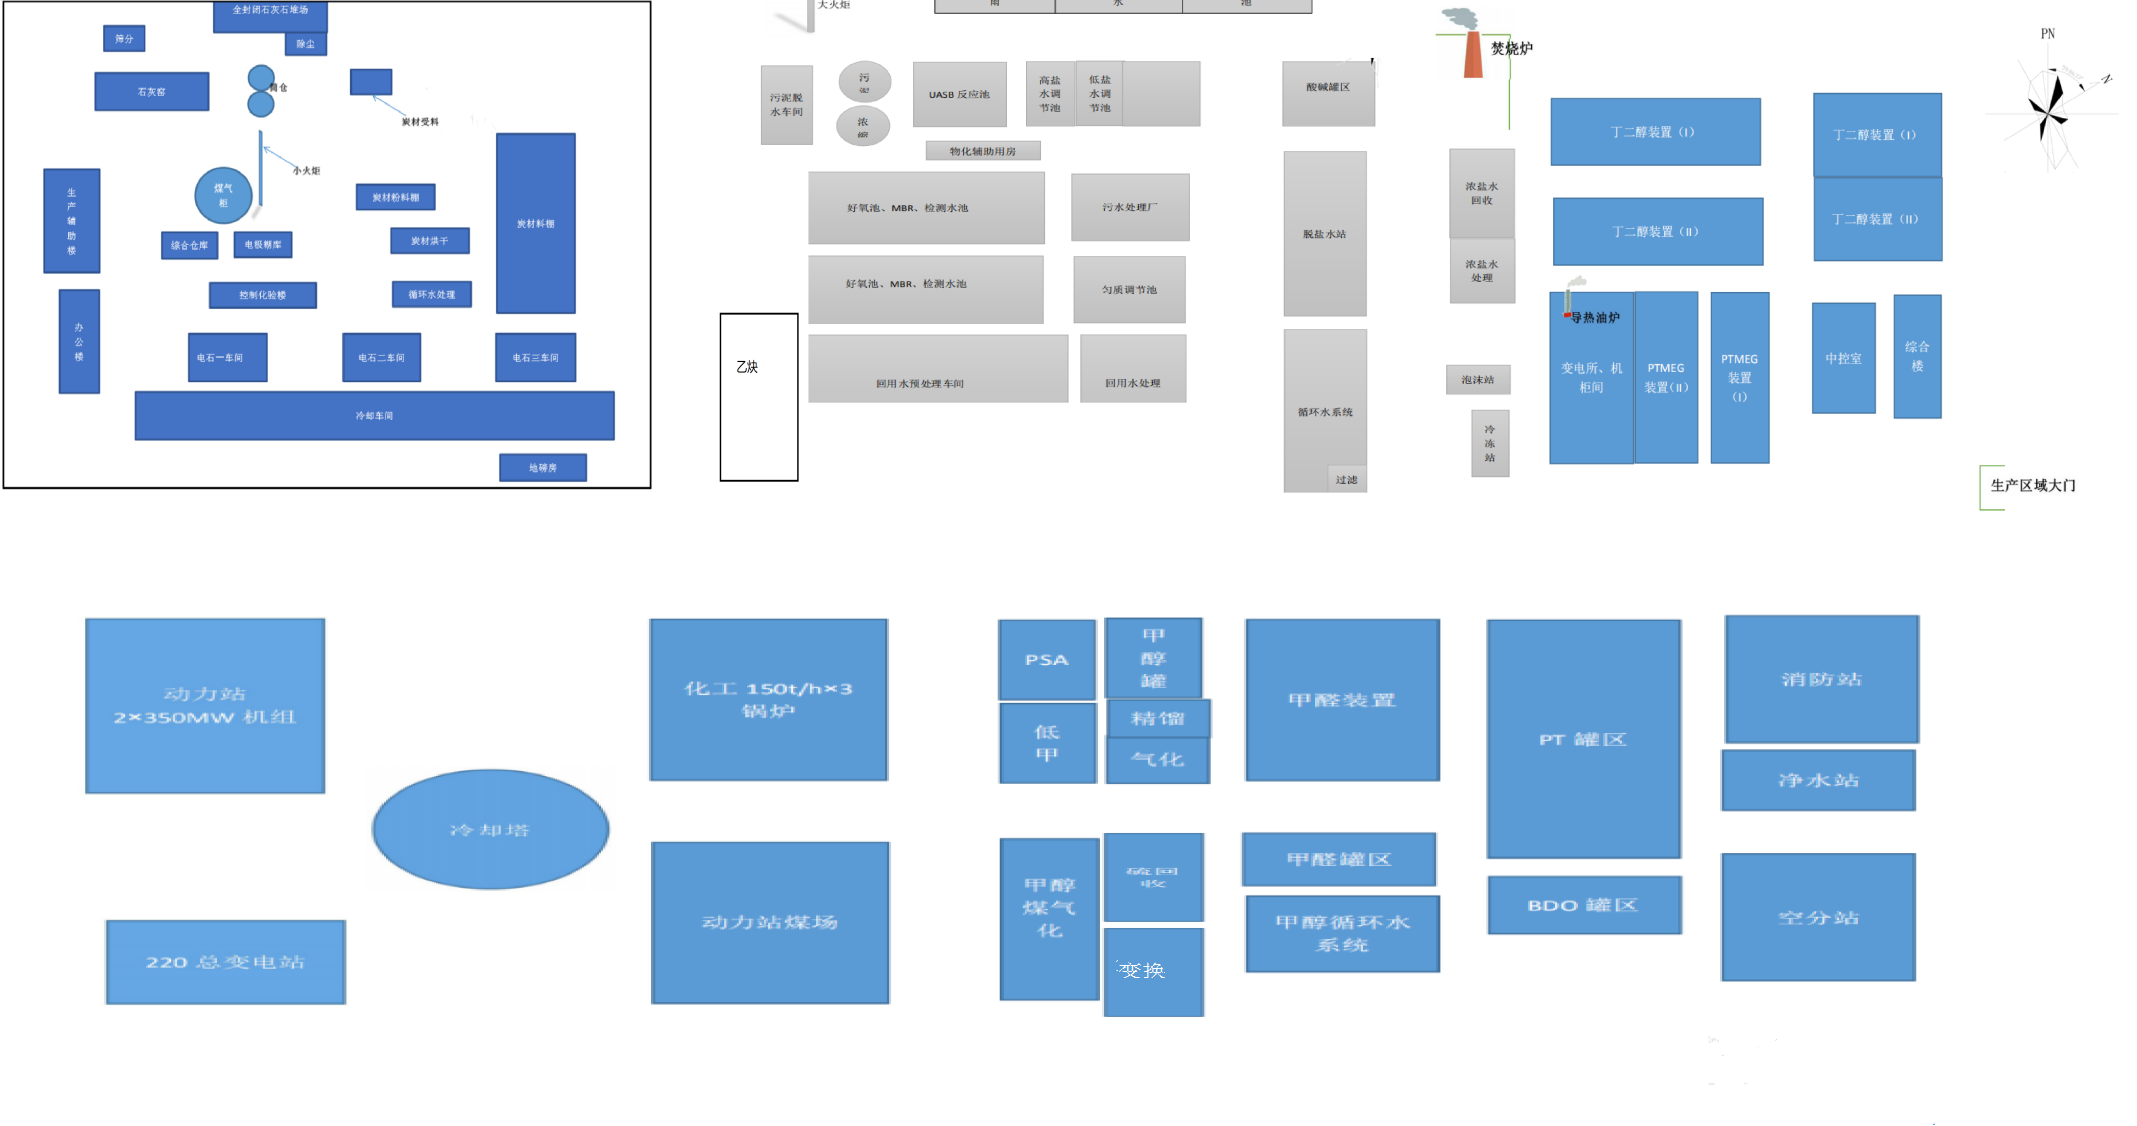 全封闭石灰石堆场
筛分
除尘
石灰窑
筒仓
炭材受料
小火炬
煤气
柜
生
产
辅
助
楼
炭材粉料棚
炭材料棚
综合仓库
电极糊库
炭材烘干
控制化验楼
循环水处理
办
公
楼
电石一车间
电石二车间
电石三车间
冷却车间
地磅房
大火炬
雨
水
池
污泥脱
水车间
污
泥
浓
缩
UASB 反应池
高盐
水调
节池
低盐
水调
节池
物化辅助用房
酸碱罐区
好氧池、MBR、检测水池
污水处理厂
脱盐水站
好氧池、MBR、检测水池
匀质调节池
乙炔
回用水预处理车间
回用水处理
循环水系统
过滤
焚烧炉
浓盐水
回收
浓盐水
处理
泡沫站
冷
冻
站
丁二醇装置（I）
丁二醇装置（I）
丁二醇装置（II）
丁二醇装置（II）
导热油炉
变电所、机
柜间
PTMEG
装置（II）
PTMEG
装置
（I）
中控室
综合
楼
PN
N
生产区域大门
动力站
2×350MW 机组
冷却塔
220 总变电站
化工 150t/h×3
锅炉
动力站煤场
PSA
甲
醇
罐
低
甲
精馏
气化
甲醇
煤气
化
硫回
收
变换
甲醛装置
甲醛罐区
甲醇循环水
系统
PT 罐区
BDO 罐区
消防站
净水站
空分站